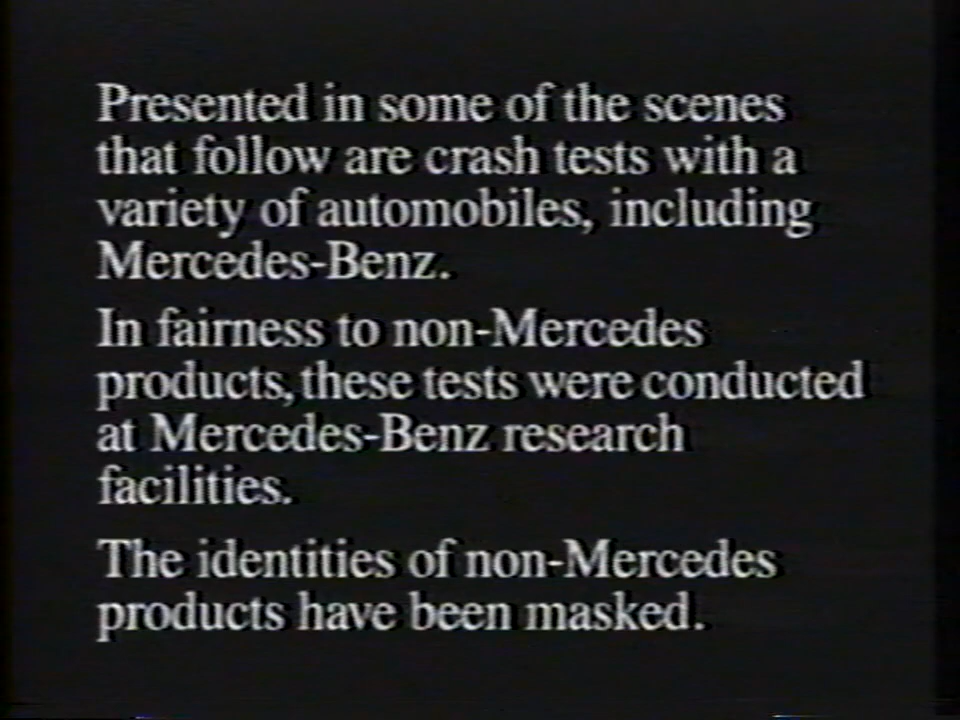 Presented in some of the scenes
that follow are crash tests with a
variety of automobiles, including
Mercedes-Benz.
In fairness to non-Mercedes
products, these tests were conducted
at Mercedes-Benz research
facilities.
The identities of non-Mercedes
products have been masked.